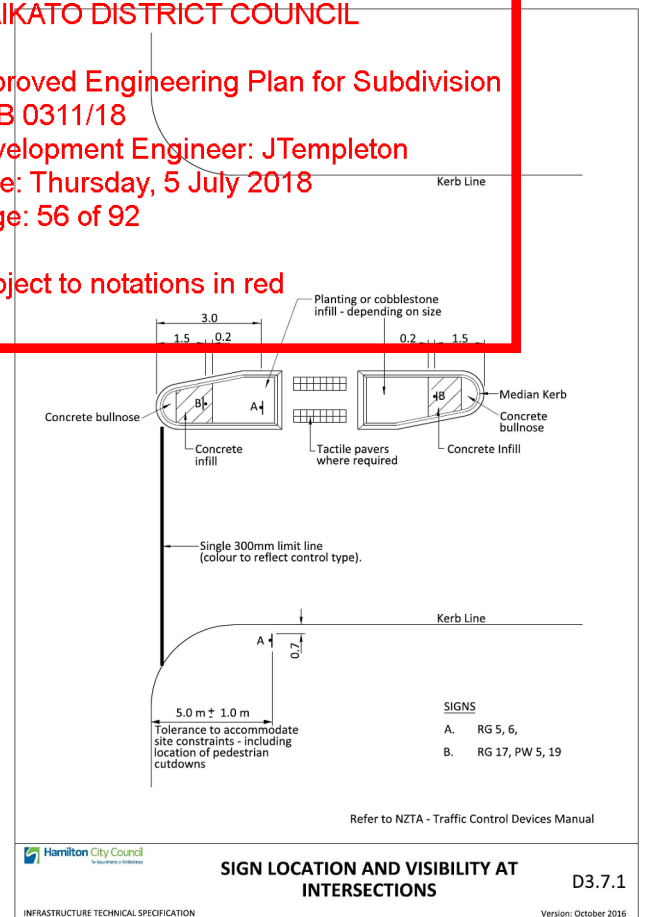 AIKATO DISTRICT COUNCIL
proved Engineering Plan for Subdivision
B 0311/18
velopment Engineer: JTempleton
e: Thursday, 5 July 2018
ge: 56 of 92
bject to notations in red
Kerb Line
Planting or cobblestone
infill - depending on size
3.0
1.5
0.2
0.2
1.5
B
A
B
Median Kerb
Concrete bullnose
Concrete
bullnose
Concrete
infill
Tactile pavers
where required
Concrete Infill
Single 300mm limit line
(colour to reflect control type).
Kerb Line
A
0.7
5.0 m ± 1.0 m
Tolerance to accommodate
site constraints - including
location of pedestrian
cutdowns
SIGNS
A. RG 5, 6,
B. RG 17, PW 5, 19
Refer to NZTA - Traffic Control Devices Manual
Hamilton City Council
SIGN LOCATION AND VISIBILITY AT
INTERSECTIONS
D3.7.1
INFRASTRUCTURE TECHNICAL SPECIFICATION
Version: October 2016